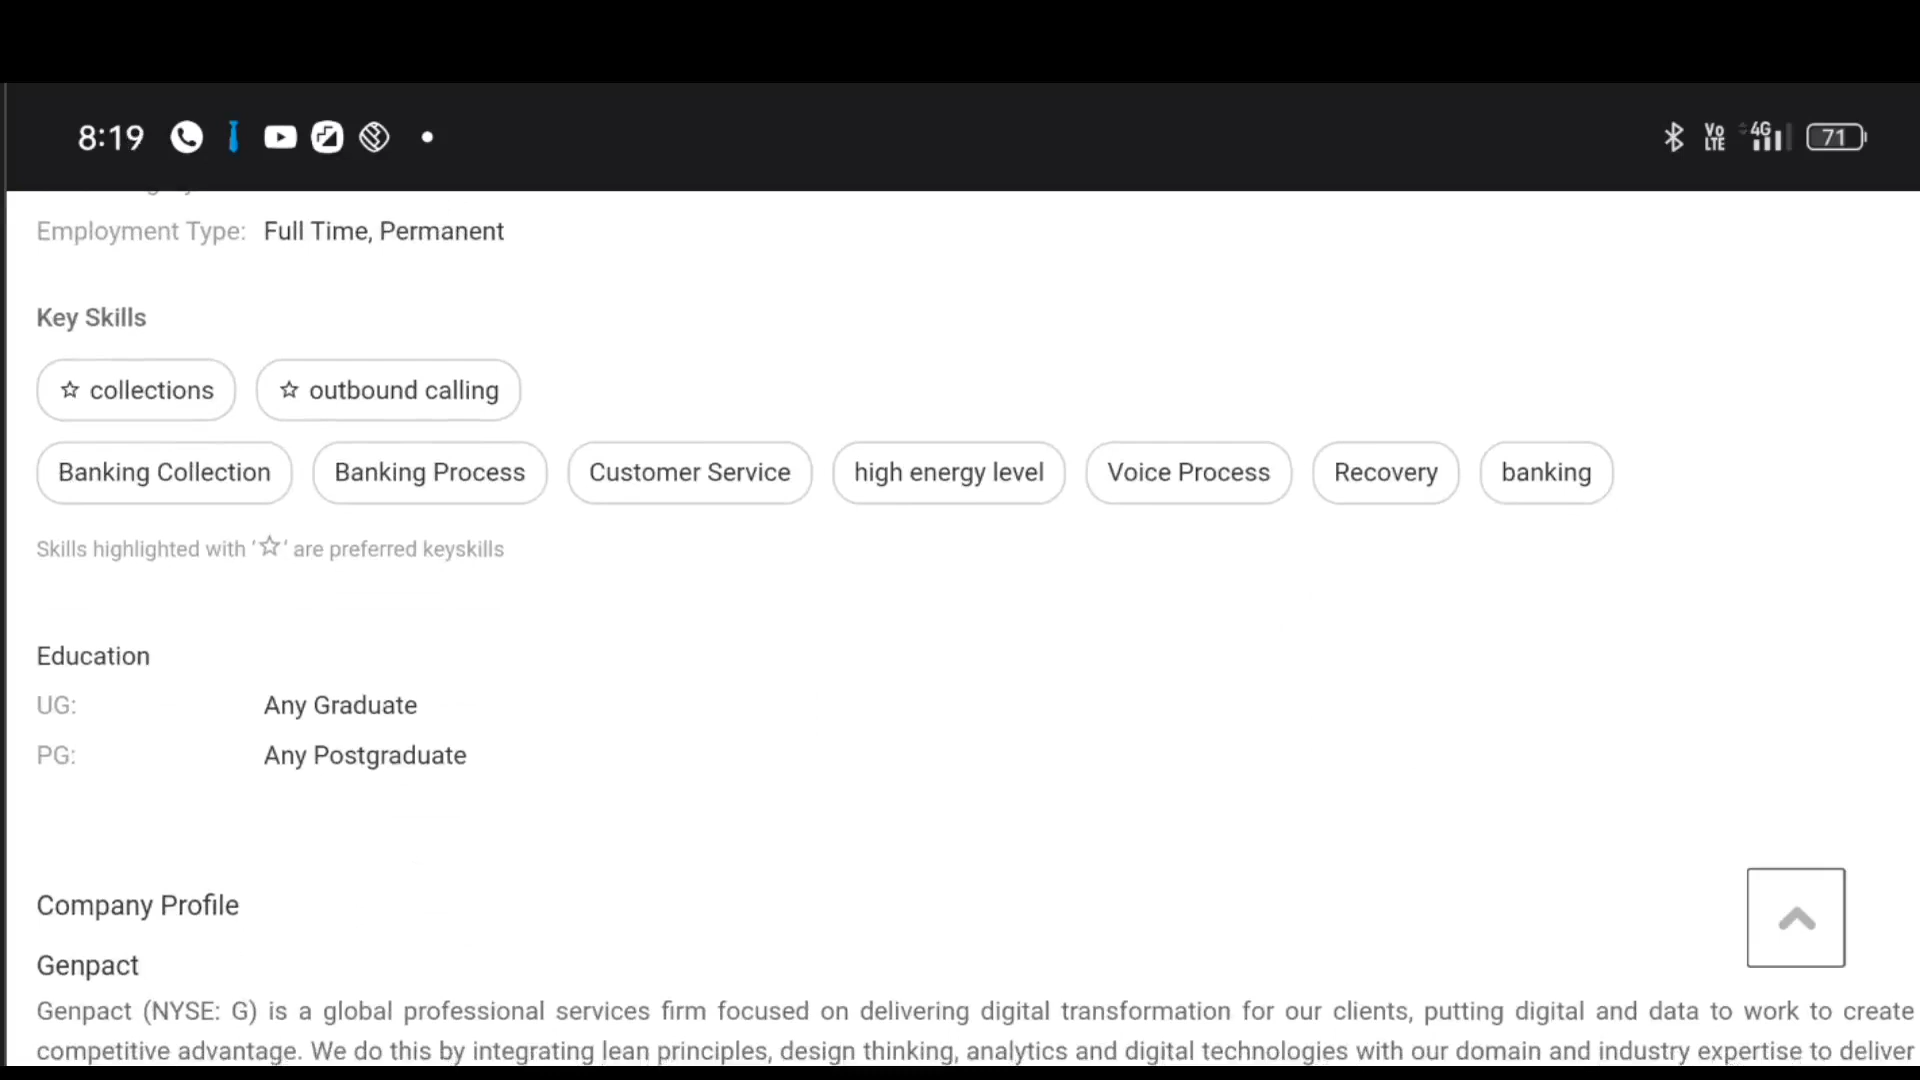 8:19 Vo LTE 4G 71
Employment Type: Full Time, Permanent
Key Skills
☆ collections ☆ outbound calling
Banking Collection Banking Process Customer Service high energy level Voice Process Recovery banking
Skills highlighted with ‘☆‘ are preferred keyskills
Education
UG: Any Graduate
PG: Any Postgraduate
Company Profile
Genpact
Genpact (NYSE: G) is a global professional services firm focused on delivering digital transformation for our clients, putting digital and data to work to create
competitive advantage. We do this by integrating lean principles, design thinking, analytics and digital technologies with our domain and industry expertise to deliver